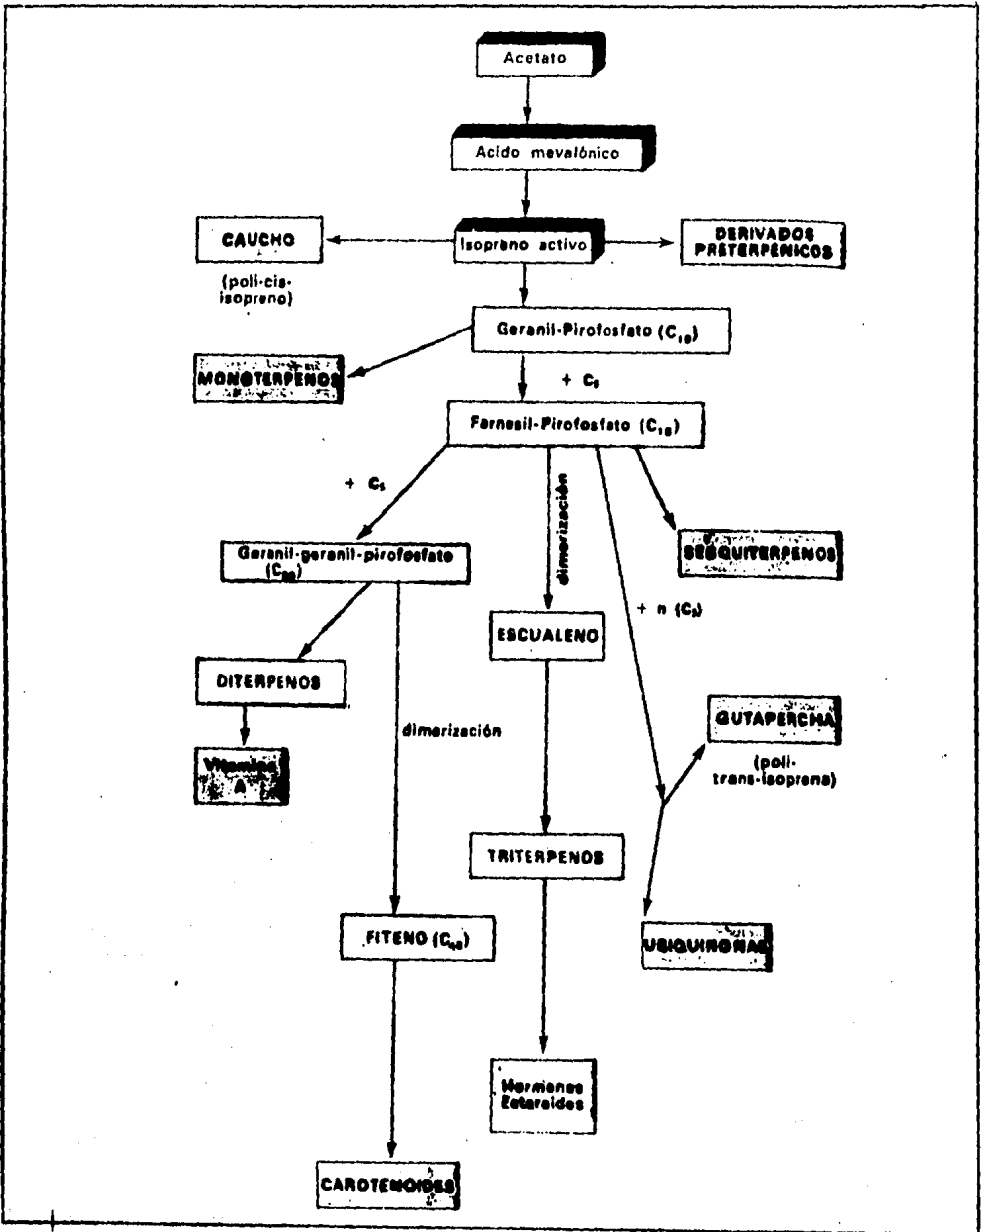 Acetato
Acido mevalónico
CAUCHO
Isopreno activo
DERIVADOS
PRETERPÉNICOS
(poli-cis-
isopreno)
Geranil-Pirofosfato (C₁₀)
MONOTERPENOS
+ C₅
Farnesil-Pirofosfato (C₁₅)
+ C₅
dimerización
Geranil-geranil-pirofosfato
(C₂₀)
SESQUITERPENOS
+ n (C₅)
ESCUALENO
DITERPENOS
GUTAPERCHA
dimerización
(poli-
trans-isoprena)
Vitamina
A
TRITERPENOS
FITENO (C₄₀)
UBIQUINONAS
Hormonas
Esteroides
CAROTENOIDES